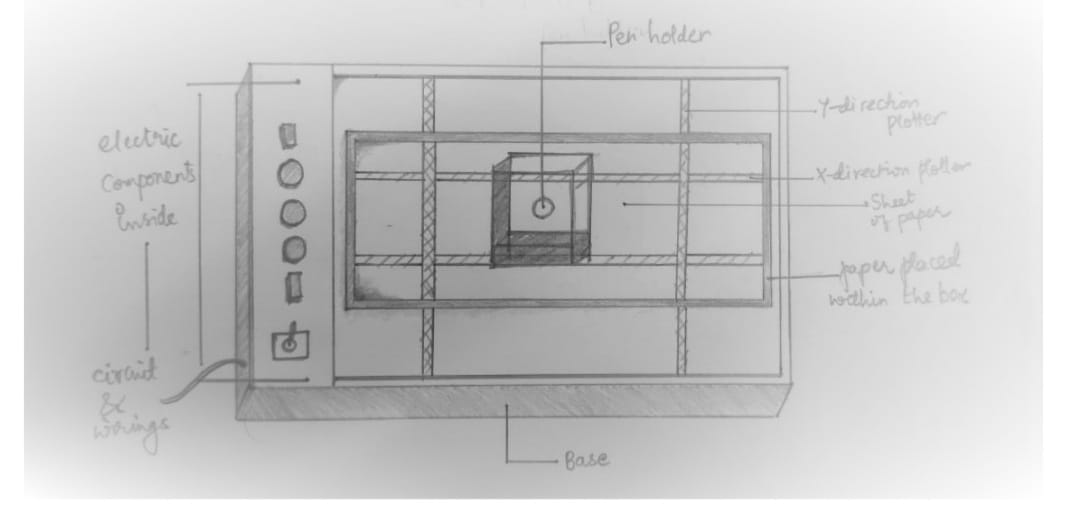 Pen holder
Y-direction
plotter
X-direction plotter
Sheet
of paper
paper placed
within the box
electric
Components
Inside
circuit
&
wirings
Base